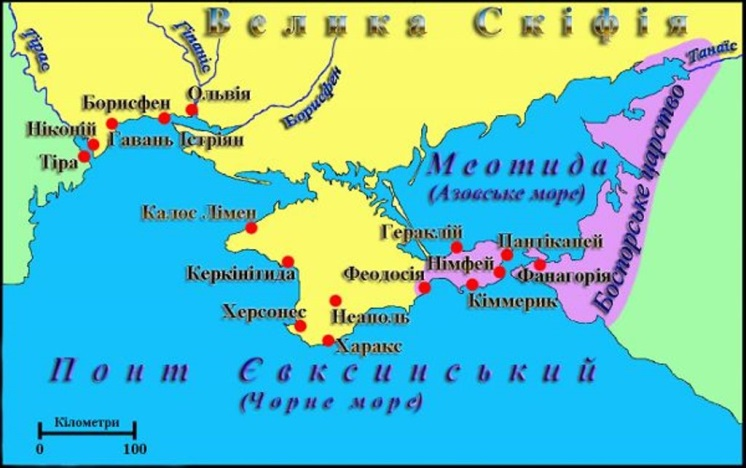 Велика Скіфія
Тірас
Гіпаніс
Борисфен
Танаїс
Ольвія
Борисфен
Гавань Істріян
Ніконій
Тіра
Меотида
(Азовське море)
Боспорське царство
Калос Лімен
Гераклій
Пантікапей
Керкінітида
Феодосія
Німфей
Фанагорія
Кіммерик
Херсонес
Неаполь
Харакс
Понт Євксинський
(Чорне море)
Кілометри
0 100